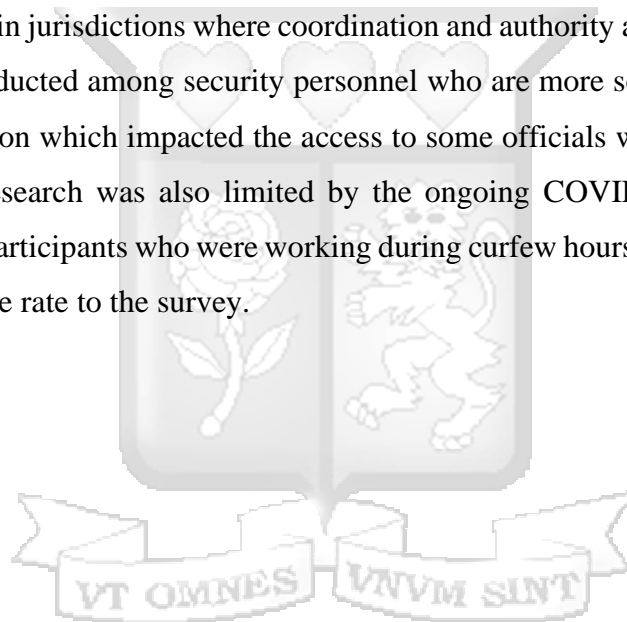 in jurisdictions where coordination and authority a
ducted among security personnel who are more se
on which impacted the access to some officials w
search was also limited by the ongoing COVI
articipants who were working during curfew hours
e rate to the survey.
VT OMNES VNVM SINT